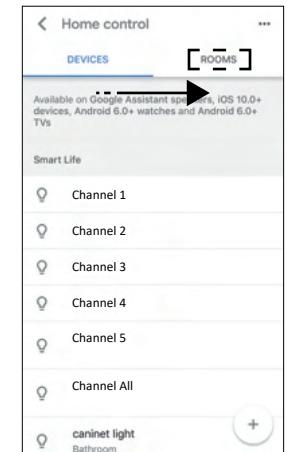 Home control
DEVICES ROOMS
Available on Google Assistant speakers, iOS 10.0+
devices, Android 6.0+ watches and Android 6.0+
TVs
Smart Life
Channel 1
Channel 2
Channel 3
Channel 4
Channel 5
Channel All
caninet light
Bathroom